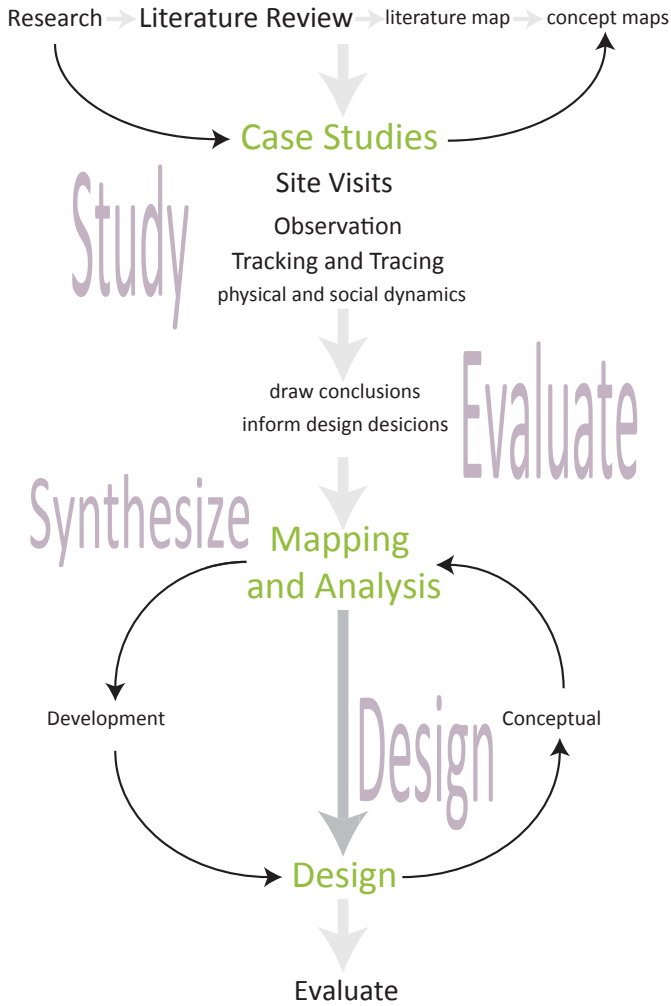 Research Literature Review literature map concept maps
Case Studies
Site Visits
Study
Observation
Tracking and Tracing
physical and social dynamics
draw conclusions
inform design desicions
Evaluate
Synthesize
Mapping
and Analysis
Development
Design
Conceptual
Design
Evaluate